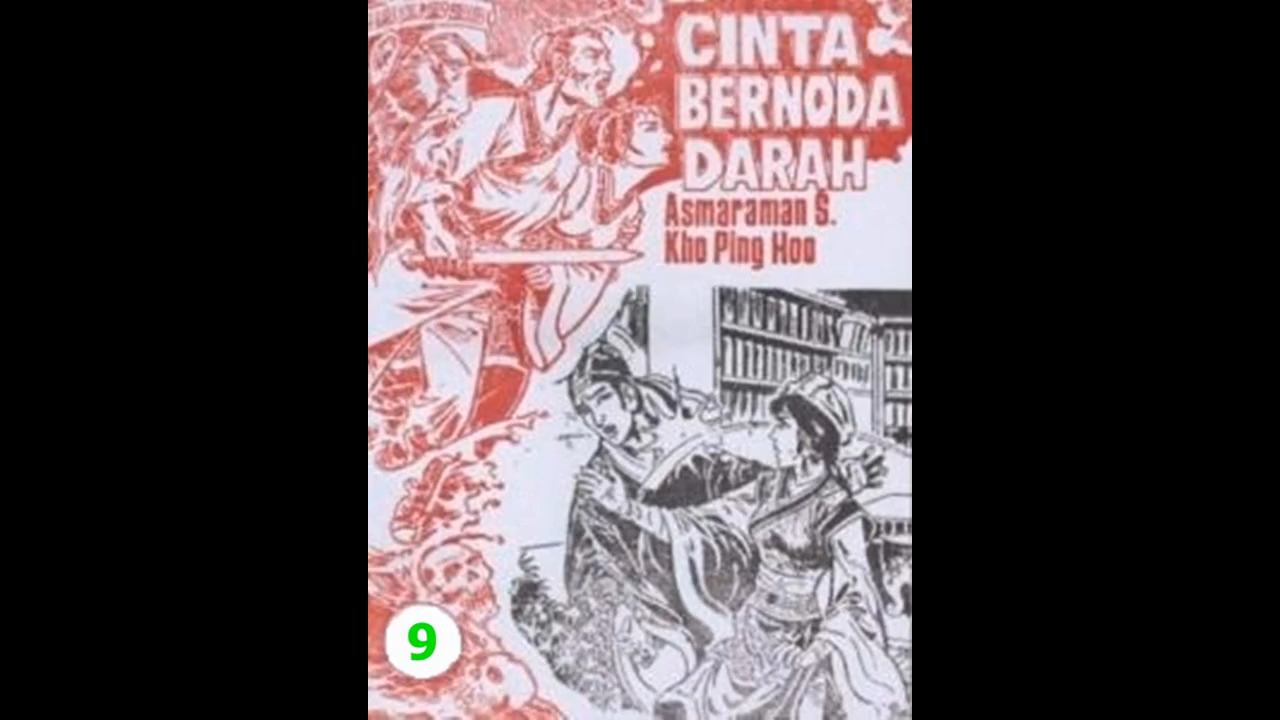 CINTA
BERNODA
DARAH
Asmaraman S.
Kho Ping Hoo
9